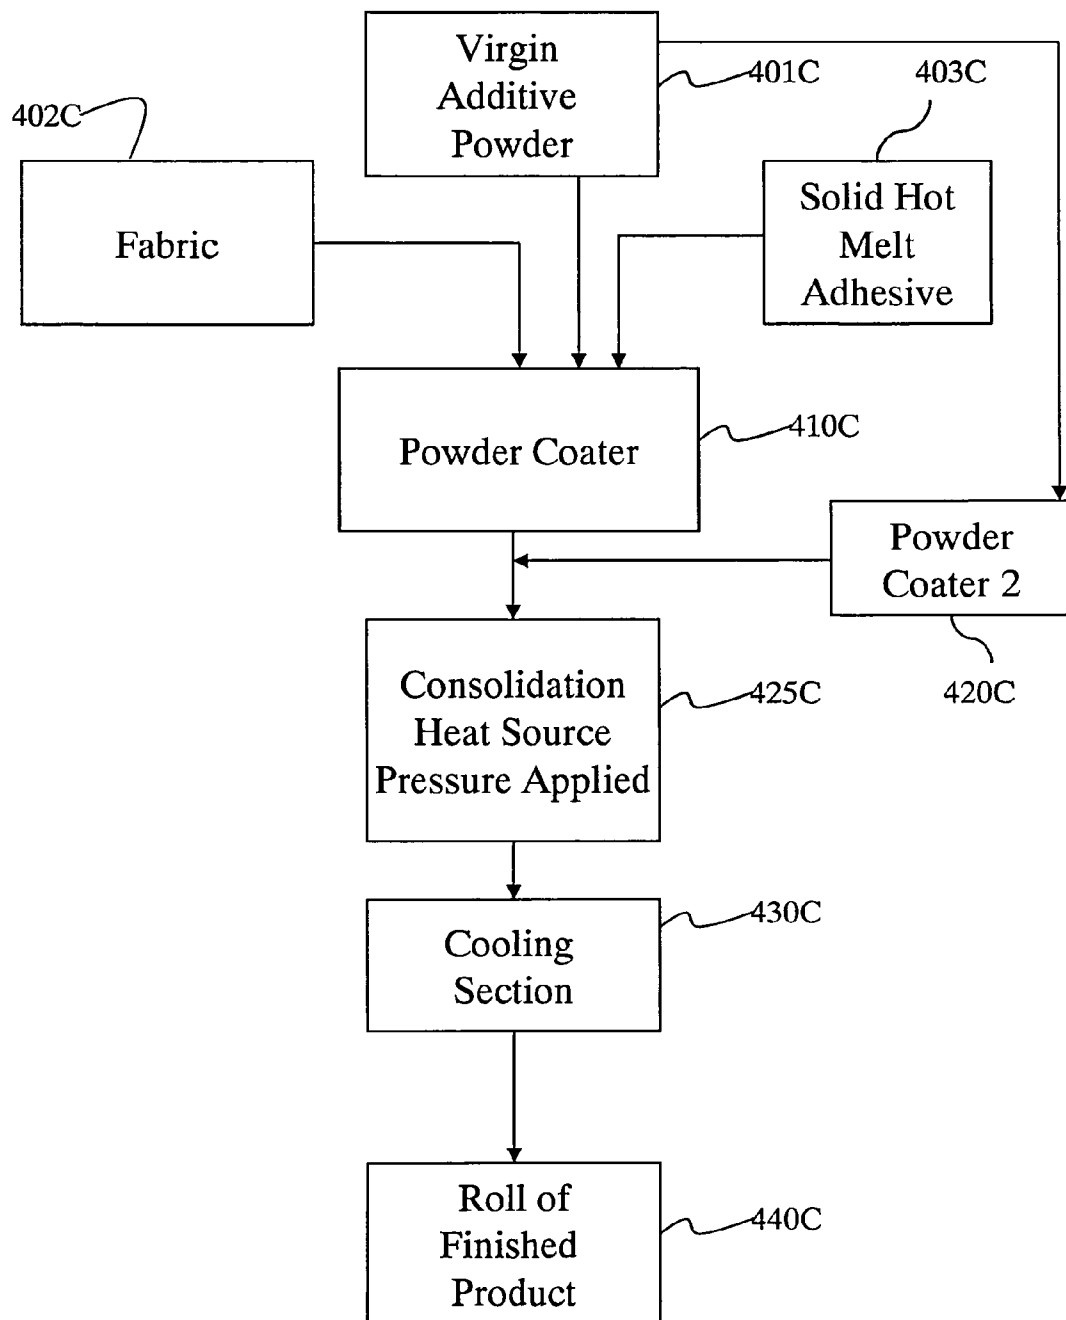 Virgin
Additive
Powder
401C
403C
402C
Fabric
Solid Hot
Melt
Adhesive
Powder Coater
410C
Powder
Coater 2
420C
Consolidation
Heat Source
Pressure Applied
425C
Cooling
Section
430C
Roll of
Finished
Product
440C